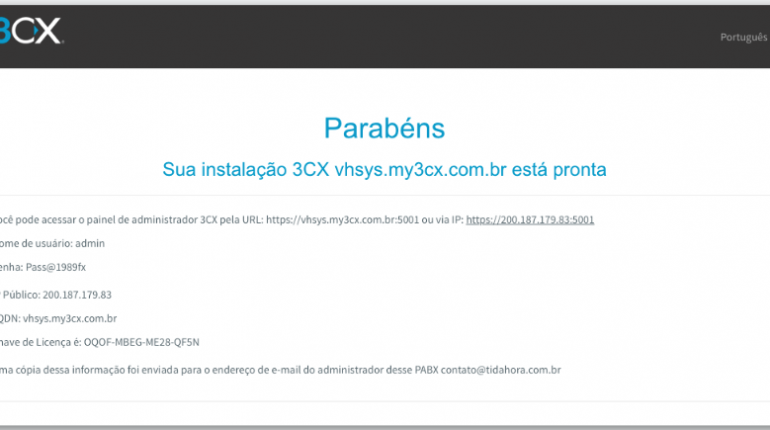 3CX
Português
Parabéns
Sua instalação 3CX vhsys.my3cx.com.br está pronta
ocê pode acessar o painel de administrador 3CX pela URL: https://vhsys.my3cx.com.br:5001 ou via IP: https://200.187.179.83:5001
ome de usuário: admin
enha: Pass@1989fx
Público: 200.187.179.83
QDN: vhsys.my3cx.com.br
have de Licença é: OQOF-MBEG-ME28-QF5N
ma cópia dessa informação foi enviada para o endereço de e-mail do administrador desse PABX contato@tidahora.com.br